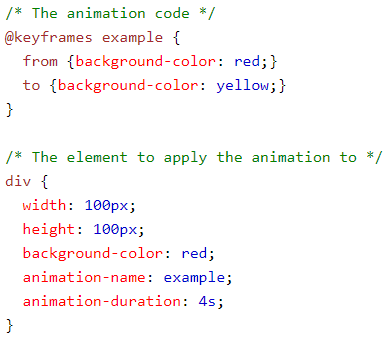 /* The animation code */
@keyframes example {
  from {background-color: red;}
  to {background-color: yellow;}
}

/* The element to apply the animation to */
div {
  width: 100px;
  height: 100px;
  background-color: red;
  animation-name: example;
  animation-duration: 4s;
}